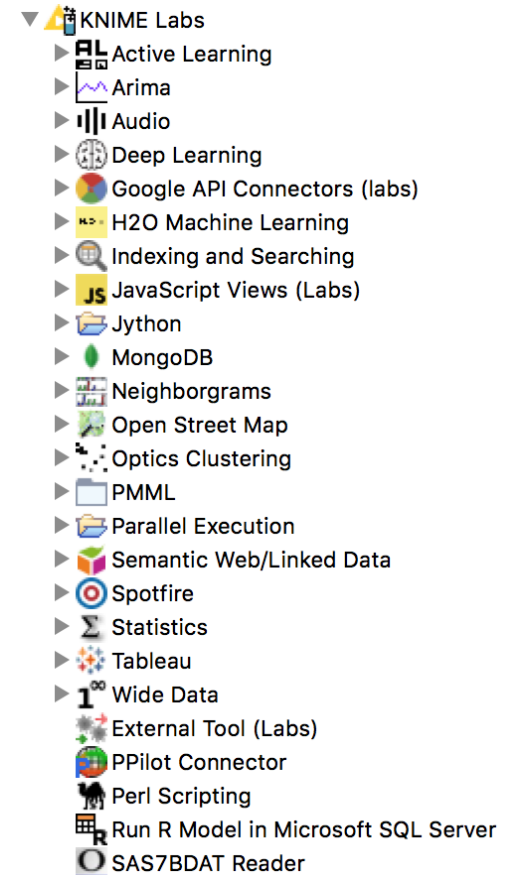 KNIME Labs
Active Learning
Arima
Audio
Deep Learning
Google API Connectors (labs)
H2O Machine Learning
Indexing and Searching
JavaScript Views (Labs)
Jython
MongoDB
Neighborgrams
Open Street Map
Optics Clustering
PMML
Parallel Execution
Semantic Web/Linked Data
Spotfire
Statistics
Tableau
Wide Data
External Tool (Labs)
PPilot Connector
Perl Scripting
Run R Model in Microsoft SQL Server
SAS7BDAT Reader